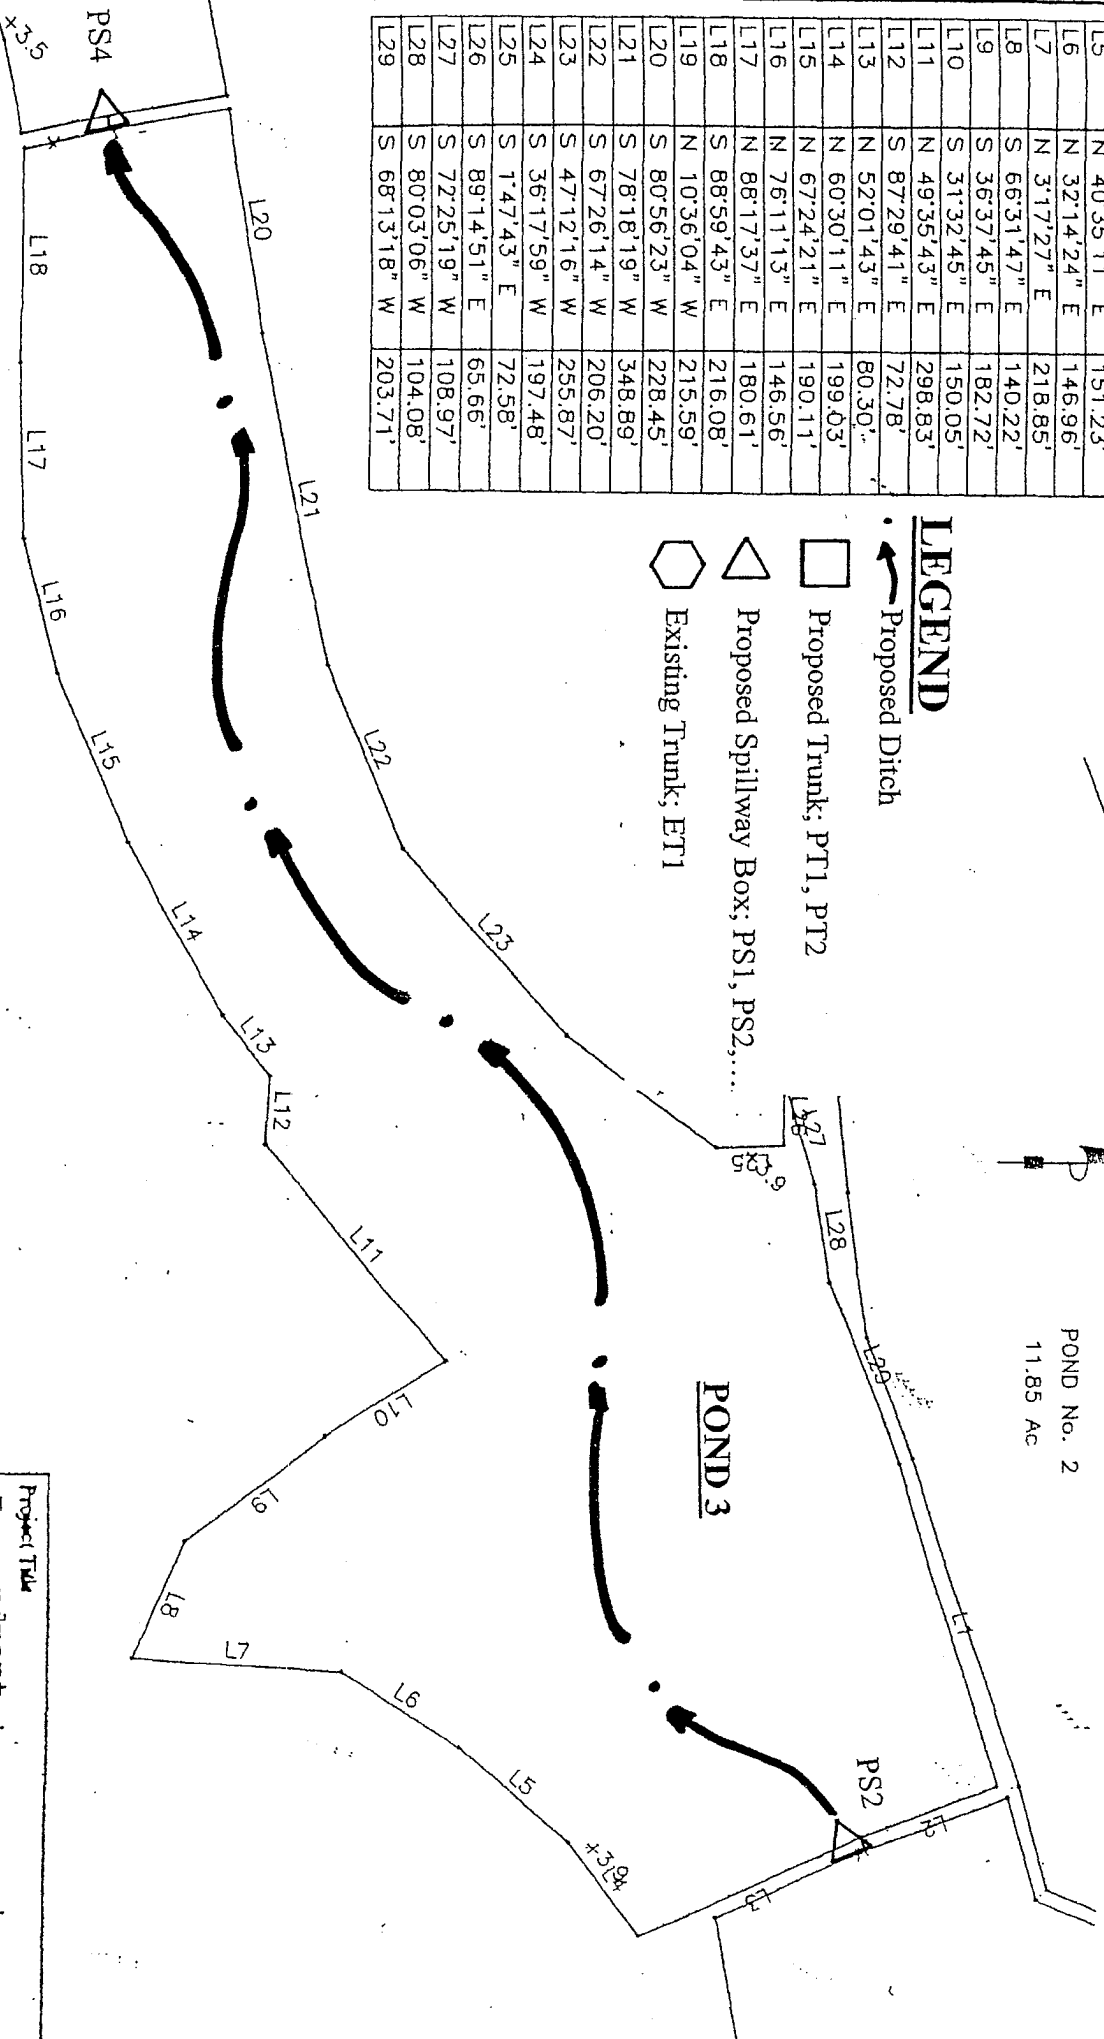 L5 N 40°35'11" E 151.23'
L6 N 32°14'24" E 146.96'
L7 N 3°17'27" E 218.85'
L8 S 66°31'47" E 140.22'
L9 S 36°37'45" E 182.72'
L10 S 31°32'45" E 150.05'
L11 N 49°35'43" E 298.83'
L12 S 87°29'41" E 72.78'
L13 N 52°01'43" E 80.30'
L14 N 60°30'11" E 199.03'
L15 N 67°24'21" E 190.11'
L16 N 76°11'13" E 146.56'
L17 N 88°17'37" E 180.61'
L18 S 88°59'43" E 216.08'
L19 N 10°36'04" W 215.59'
L20 S 80°56'23" W 228.45'
L21 S 78°18'19" W 348.89'
L22 S 67°26'14" W 206.20'
L23 S 47°12'16" W 255.87'
L24 S 36°17'59" W 197.48'
L25 S 1°47'43" E 72.58'
L26 S 89°14'51" E 65.66'
L27 S 72°25'19" W 108.97'
L28 S 80°03'06" W 104.08'
L29 S 68°13'18" W 203.71'
LEGEND
Proposed Ditch
Proposed Trunk; PT1, PT2
Proposed Spillway Box; PS1, PS2,....
Existing Trunk; ET1
POND No. 2
11.85 Ac
POND 3
PS4
x3.5
PS2
L20
L21
L22
L23
L25
x3.9
L26
L27
L28
L29
L1
L2
L3
L4
L5
L6
L7
L8
L9
L10
L11
L12
L13
L14
L15
L16
L17
L18
Project Title